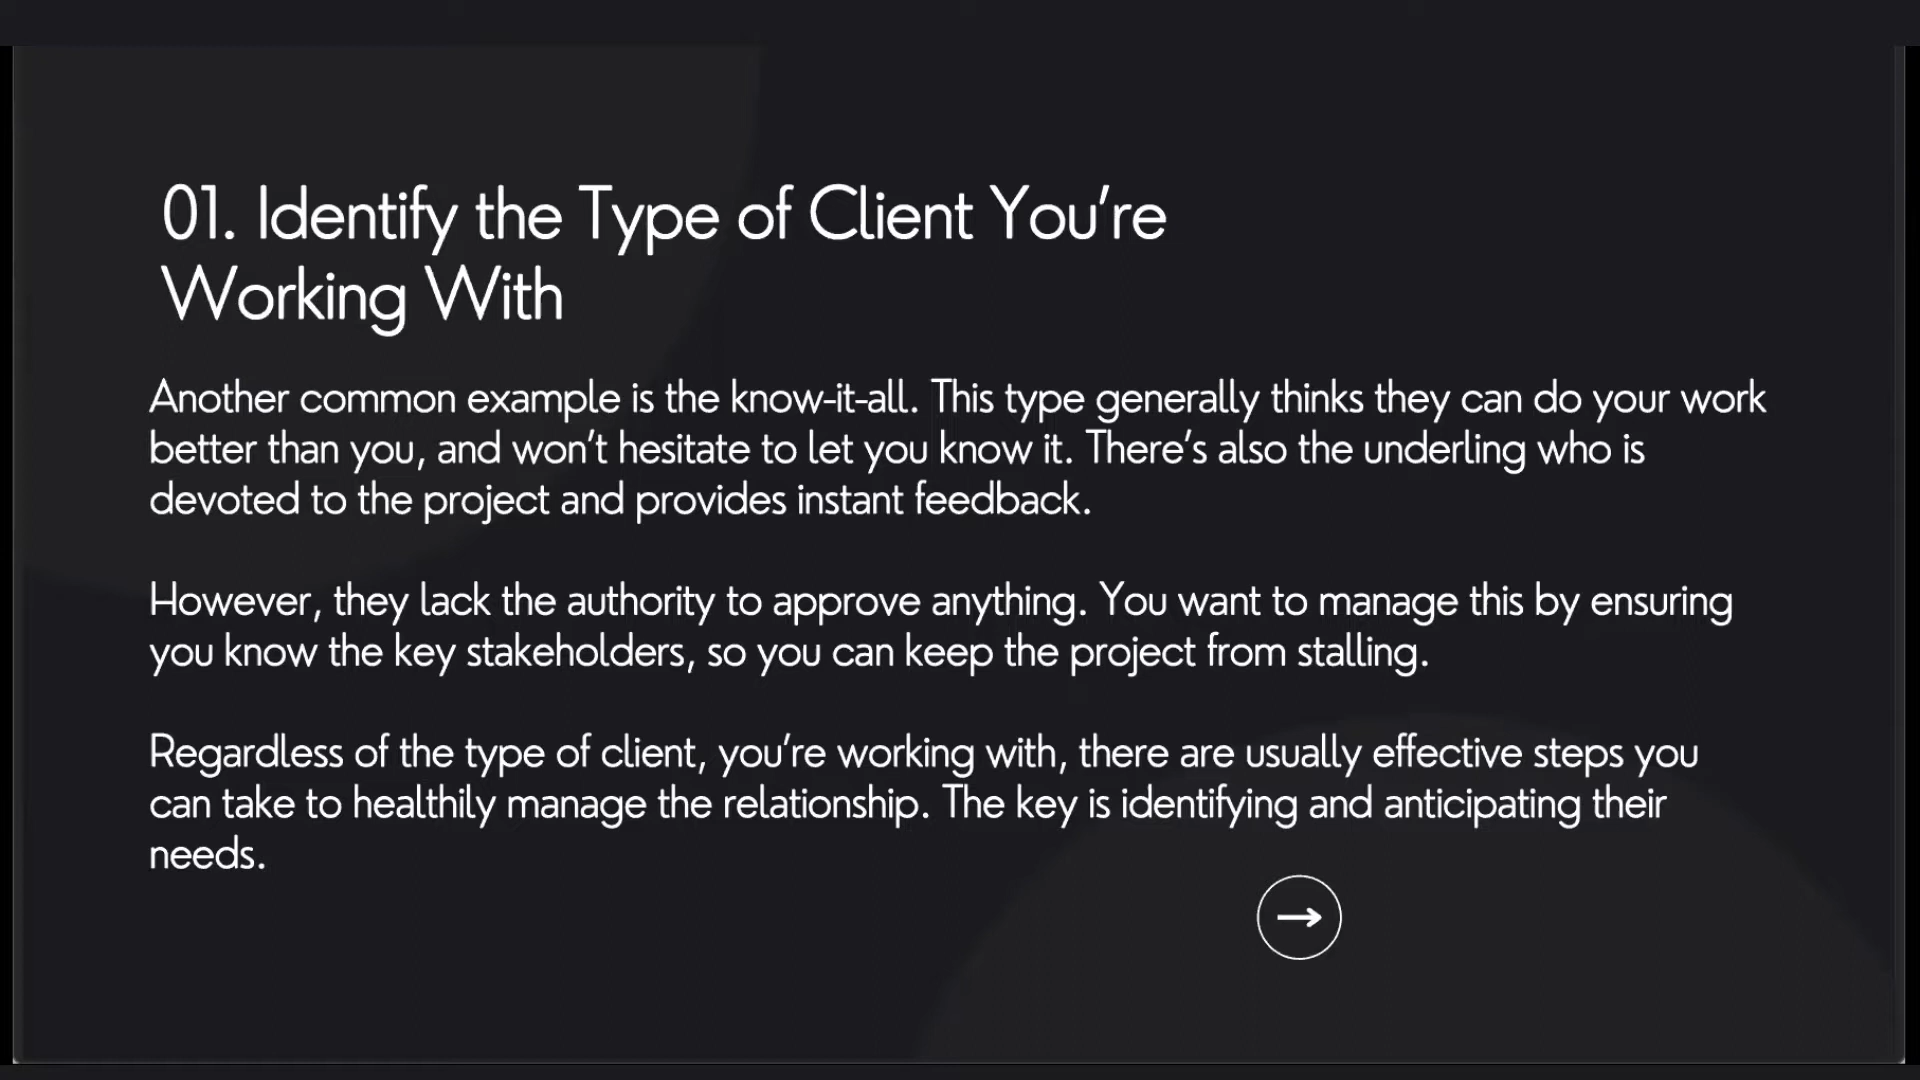 01. Identify the Type of Client You're
Working With
Another common example is the know-it-all. This type generally thinks they can do your work
better than you, and won't hesitate to let you know it. There's also the underling who is
devoted to the project and provides instant feedback.
However, they lack the authority to approve anything. You want to manage this by ensuring
you know the key stakeholders, so you can keep the project from stalling.
Regardless of the type of client, you're working with, there are usually effective steps you
can take to healthily manage the relationship. The key is identifying and anticipating their
needs.